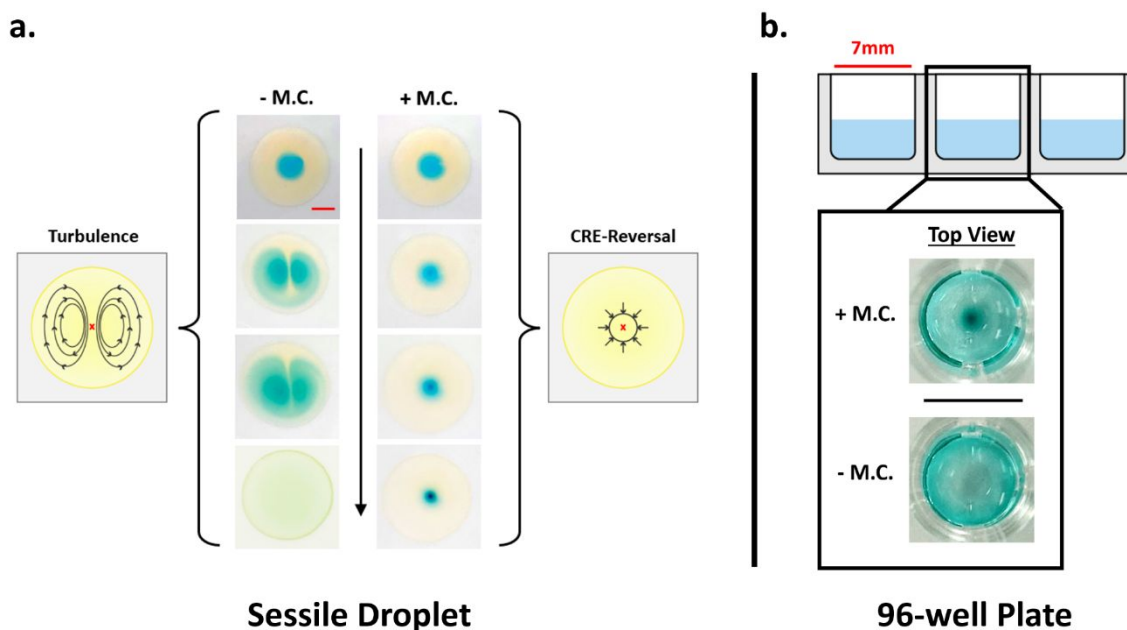 a.
- M.C.
+ M.C.
Turbulence
x
CRE-Reversal
x
Sessile Droplet
b.
7mm
Top View
+ M.C.
- M.C.
96-well Plate